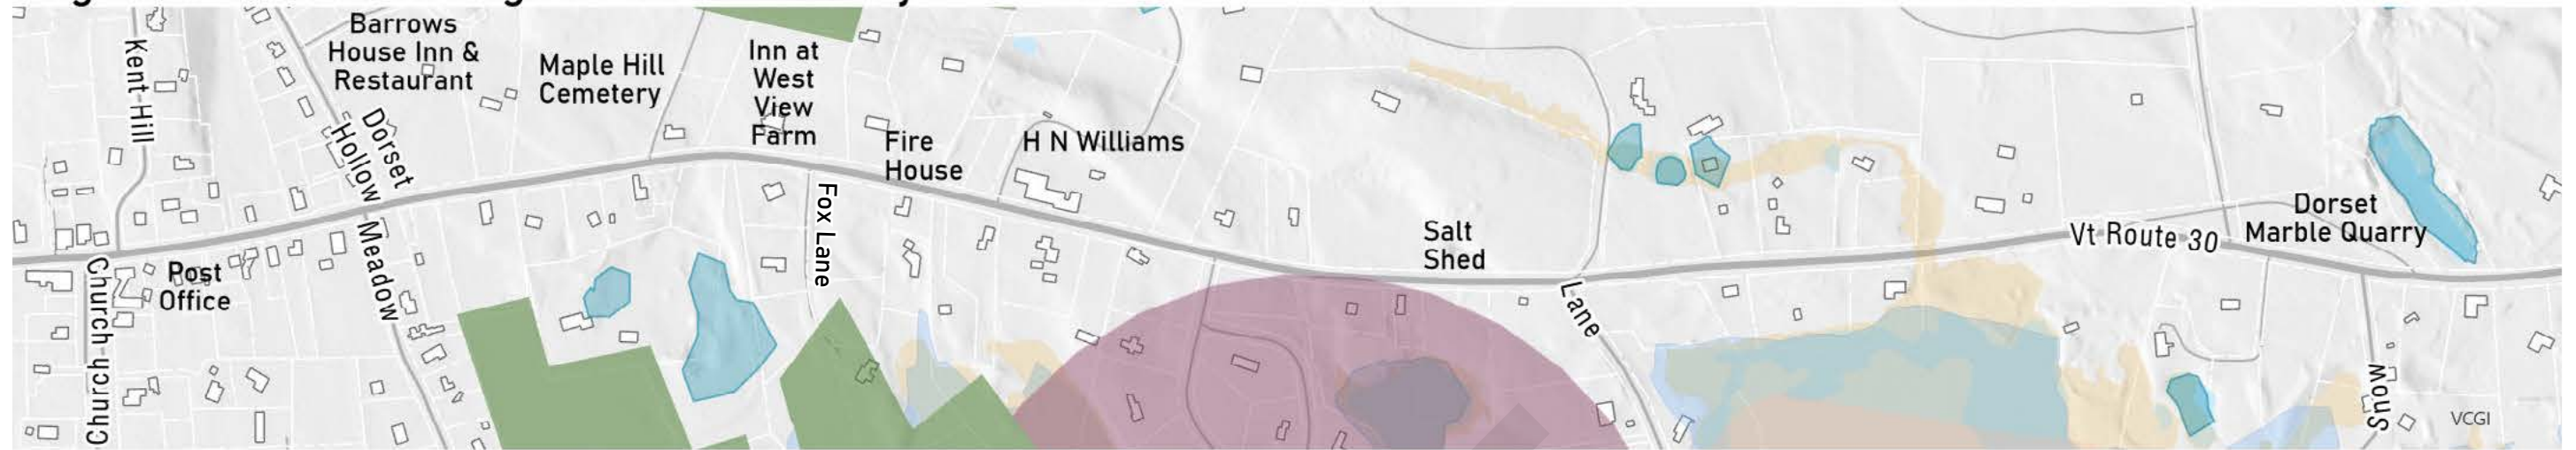 Kent Hill
Barrows
House Inn &
Restaurant
Maple Hill
Cemetery
Inn at
West
View
Farm
Fire
House
H N Williams
Dorset
Hollow
Meadow
Fox Lane
Salt
Shed
Lane
Vt Route 30
Dorset
Marble Quarry
Church
Church
Post
Office
Snow
VCGI